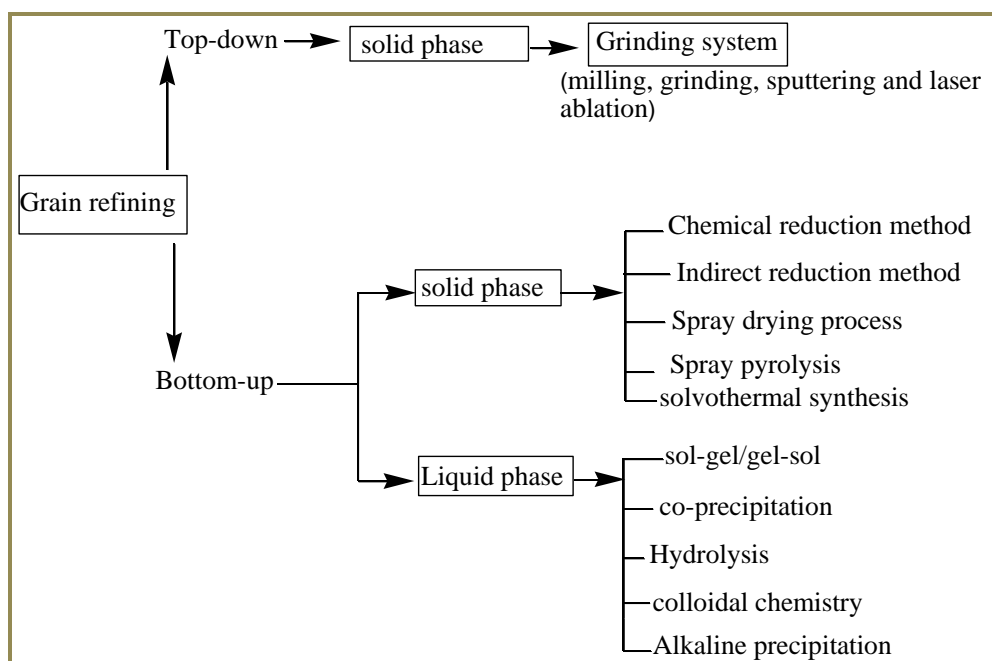 Top-down
solid phase
Grinding system
(milling, grinding, sputtering and laser
ablation)
Grain refining
Chemical reduction method
Indirect reduction method
solid phase
Spray drying process
Spray pyrolysis
Bottom-up
solvothermal synthesis
sol-gel/gel-sol
Liquid phase
co-precipitation
Hydrolysis
colloidal chemistry
Alkaline precipitation